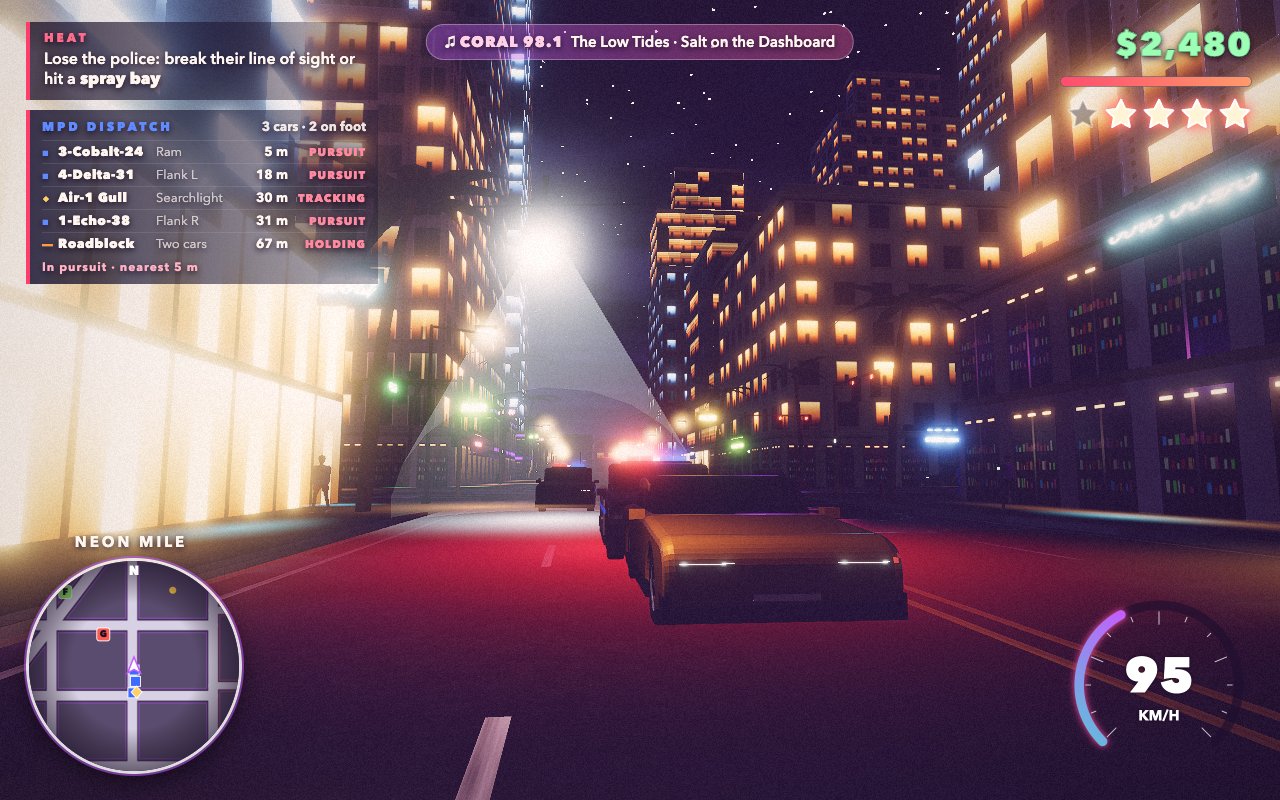 HEAT
Lose the police: break their line of sight or
hit a spray bay
MPD DISPATCH 3 cars · 2 on foot
3-Cobalt-24 Ram 5 m PURSUIT
4-Delta-31 Flank L 18 m PURSUIT
Air-1 Gull Searchlight 30 m TRACKING
1-Echo-38 Flank R 31 m PURSUIT
Roadblock Two cars 67 m HOLDING
In pursuit · nearest 5 m
♫ CORAL 98.1 The Low Tides · Salt on the Dashboard
$2,480
NEON MILE
N
F
G
95
KM/H